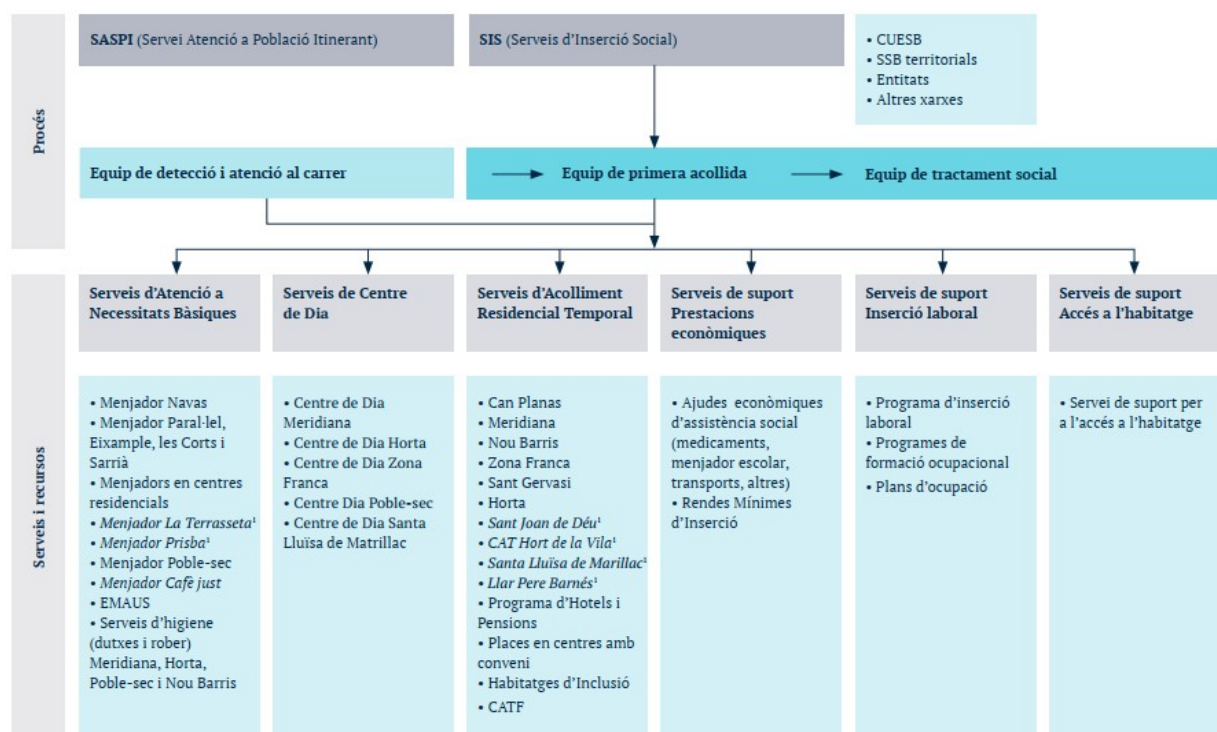 Procés
SASPI (Servei Atenció a Població Itinerant)
SIS (Serveis d'Inserció Social)
• CUESB
• SSB territorials
• Entitats
• Altres xarxes
Equip de detecció i atenció al carrer
Equip de primera acollida
Equip de tractament social
Serveis i recursos
Serveis d'Atenció a
Necessitats Bàsiques
• Menjador Navas
• Menjador Paral·lel,
Eixample, les Corts i
Sarrià
• Menjadors en centres
residencials
• Menjador La Terrasseta¹
• Menjador Prisba¹
• Menjador Poble-sec
• Menjador Cafè just
• EMAUS
• Serveis d'higiene
(dutxes i rober)
Meridiana, Horta,
Poble-sec i Nou Barris
Serveis de Centre
de Dia
• Centre de Dia
Meridiana
• Centre de Dia Horta
• Centre de Dia Zona
Franca
• Centre Dia Poble-sec
• Centre de Dia Santa
Lluïsa de Matrillac
Serveis d'Acolliment
Residencial Temporal
• Can Planas
• Meridiana
• Nou Barris
• Zona Franca
• Sant Gervasi
• Horta
• Sant Joan de Déu¹
• CAT Hort de la Vila¹
• Santa Lluïsa de Marillac¹
• Llar Pere Barnés¹
• Programa d'Hotels i
Pensions
• Places en centres amb
conveni
• Habitatges d'Inclusió
• CATF
Serveis de suport
Prestacions
econòmiques
• Ajudes econòmiques
d'assistència social
(medicaments,
menjador escolar,
transports, altres)
• Rendes Mínimes
d'Inserció
Serveis de suport
Inserció laboral
• Programa d'inserció
laboral
• Programes de
formació ocupacional
• Plans d'ocupació
Serveis de suport
Accés a l'habitatge
• Servei de suport per
a l'accés a l'habitatge